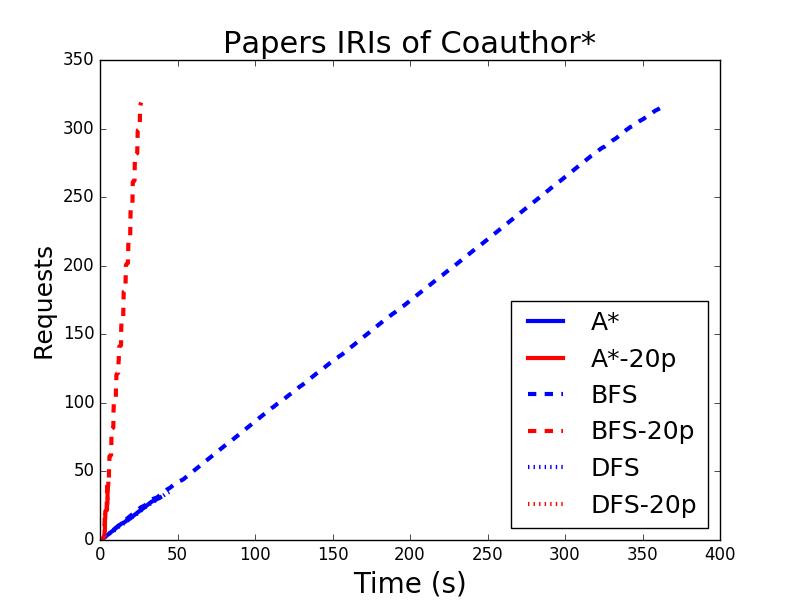 Papers IRIs of Coauthor*
350
300
250
200
150
100
50
0
Requests
0 50 100 150 200 250 300 350 400
Time (s)
A*
A*-20p
BFS
BFS-20p
DFS
DFS-20p